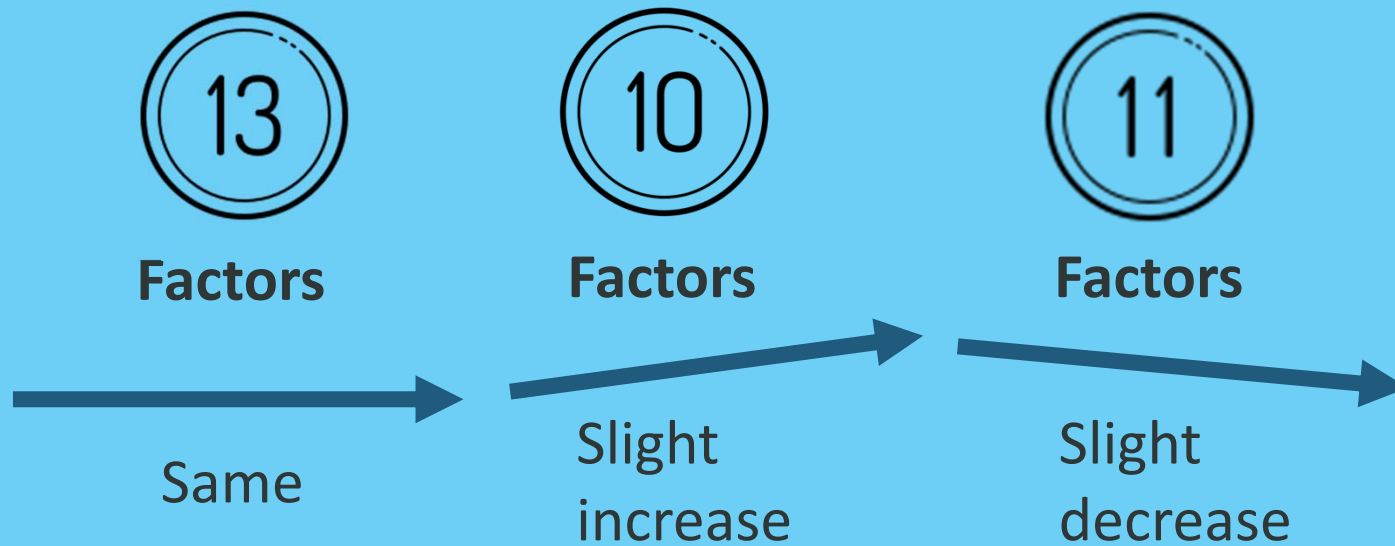 13
Factors
Same
10
Factors
Slight
increase
11
Factors
Slight
decrease